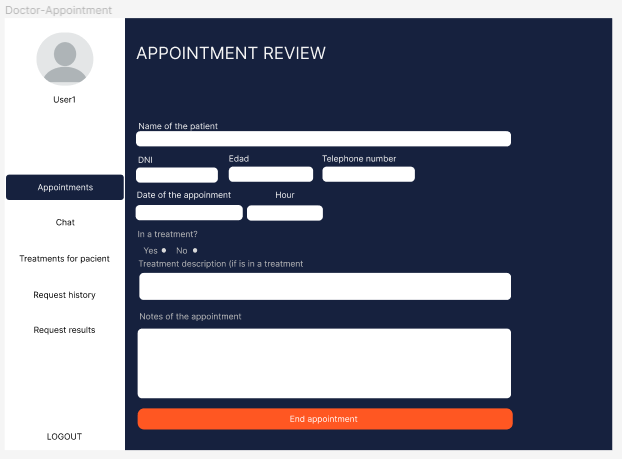 Doctor-Appointment
User1
Appointments
Chat
Treatments for pacient
Request history
Request results
LOGOUT
APPOINTMENT REVIEW
Name of the patient
DNI Edad Telephone number
Date of the appoinment Hour
In a treatment?
Yes No
Treatment description (if is in a treatment
Notes of the appointment
End appointment